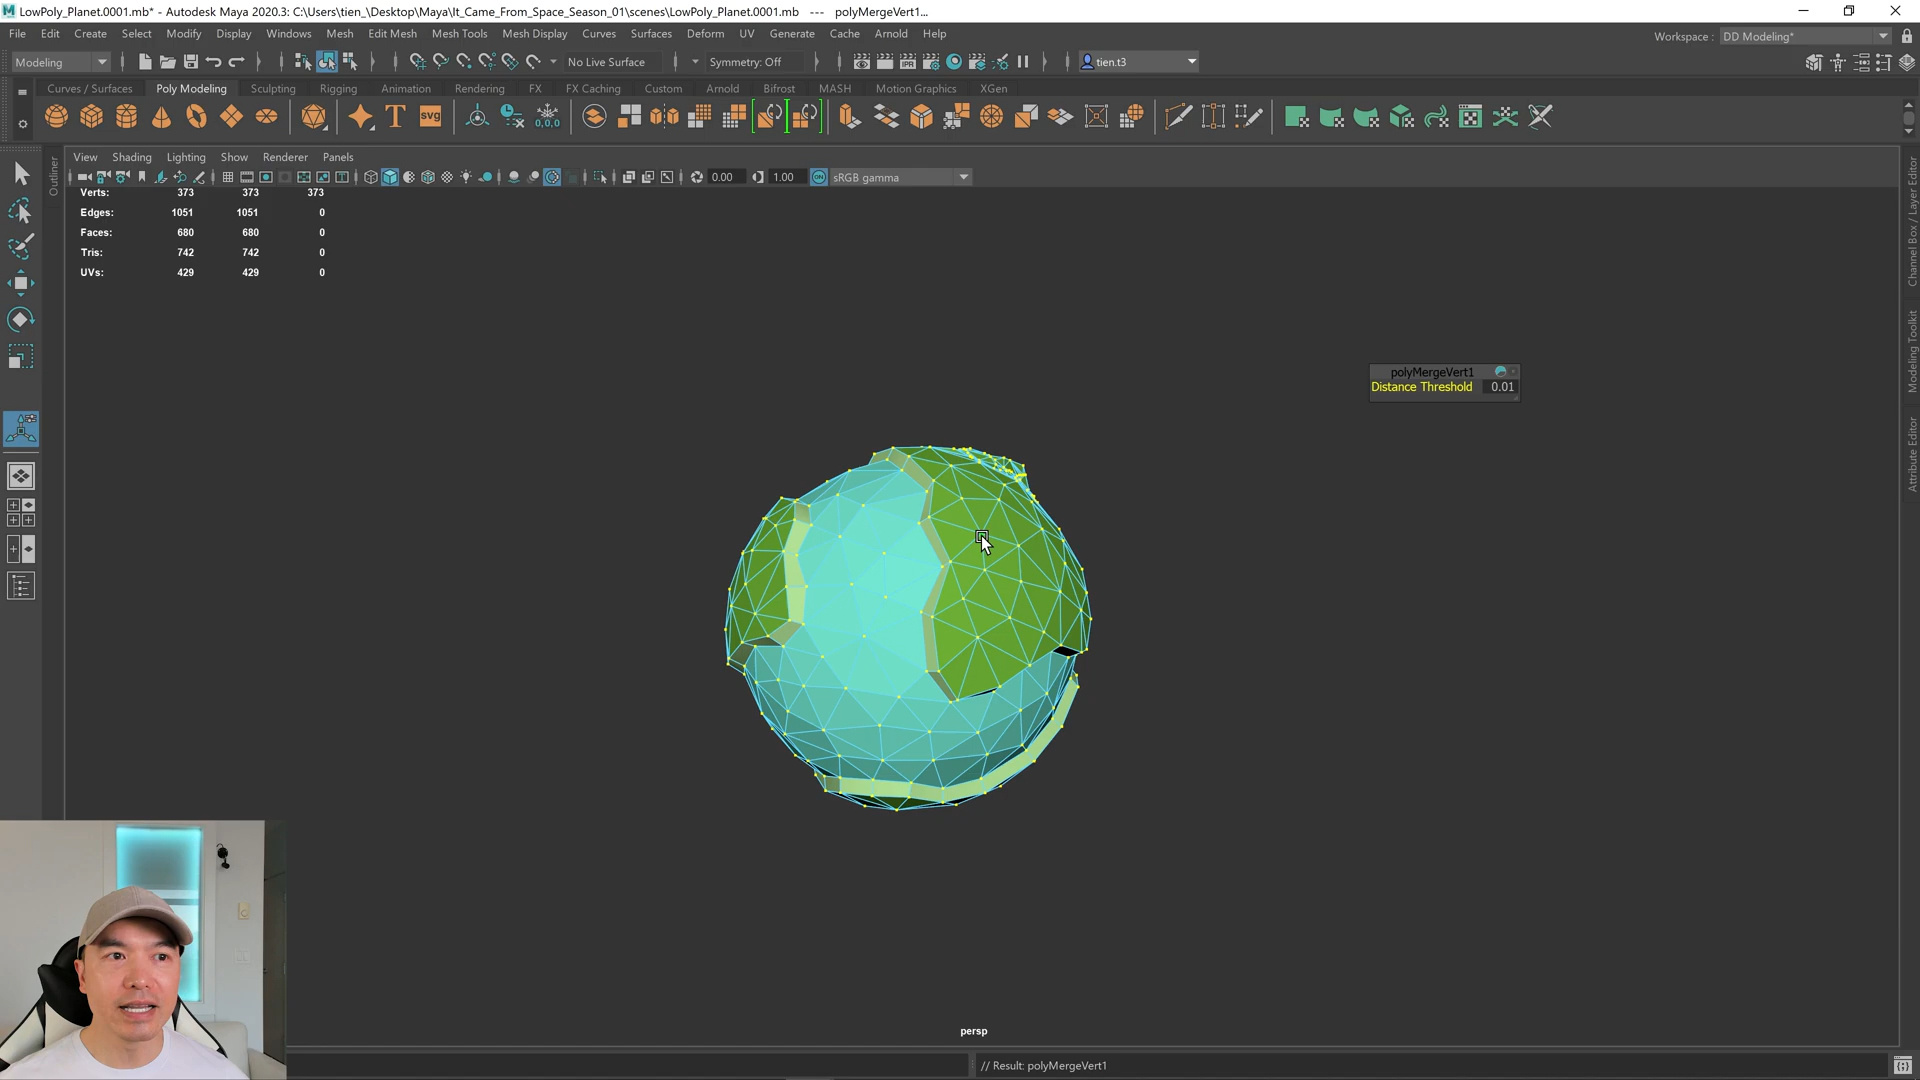 LowPoly_Planet.0001.mb* - Autodesk Maya 2020.3: C:\Users\tien_\Desktop\Maya\It_Came_From_Space_Season_01\scenes\LowPoly_Planet.0001.mb --- polyMergeVert1...
File Edit Create Select Modify Display Windows Mesh Edit Mesh Mesh Tools Mesh Display Curves Surfaces Deform UV Generate Cache Arnold Help
Workspace : DD Modeling*
Modeling No Live Surface Symmetry: Off tien.t3
Curves / Surfaces Poly Modeling Sculpting Rigging Animation Rendering FX FX Caching Custom Arnold Bifrost MASH Motion Graphics XGen
T svg 0,0,0
View Shading Lighting Show Renderer Panels
0.00 1.00 ON sRGB gamma
Outliner
Verts: 373 373 373
Edges: 1051 1051 0
Faces: 680 680 0
Tris: 742 742 0
UVs: 429 429 0
polyMergeVert1
Distance Threshold 0.01
Channel Box / Layer Editor
Modeling Toolkit
Attribute Editor
persp
// Result: polyMergeVert1